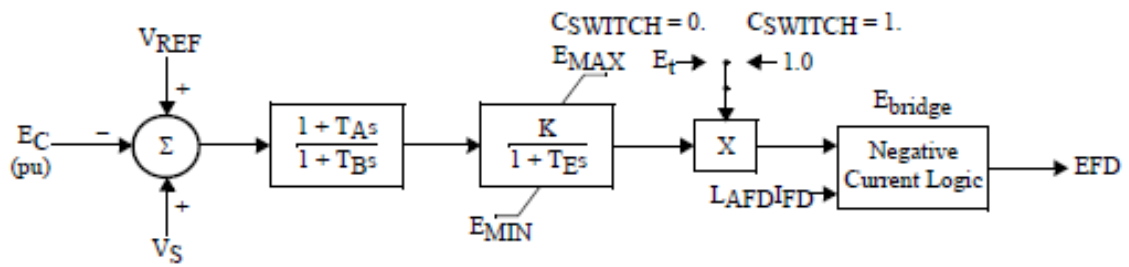 CSWITCH = 0. CSWITCH = 1.
VREF
EMAX
Et
1.0
+
EC
(pu)
−
Σ
1 + TAs
1 + TBs
K
1 + TEs
X
Ebridge
Negative
Current Logic
EFD
LAFDIFD
+
EMIN
VS